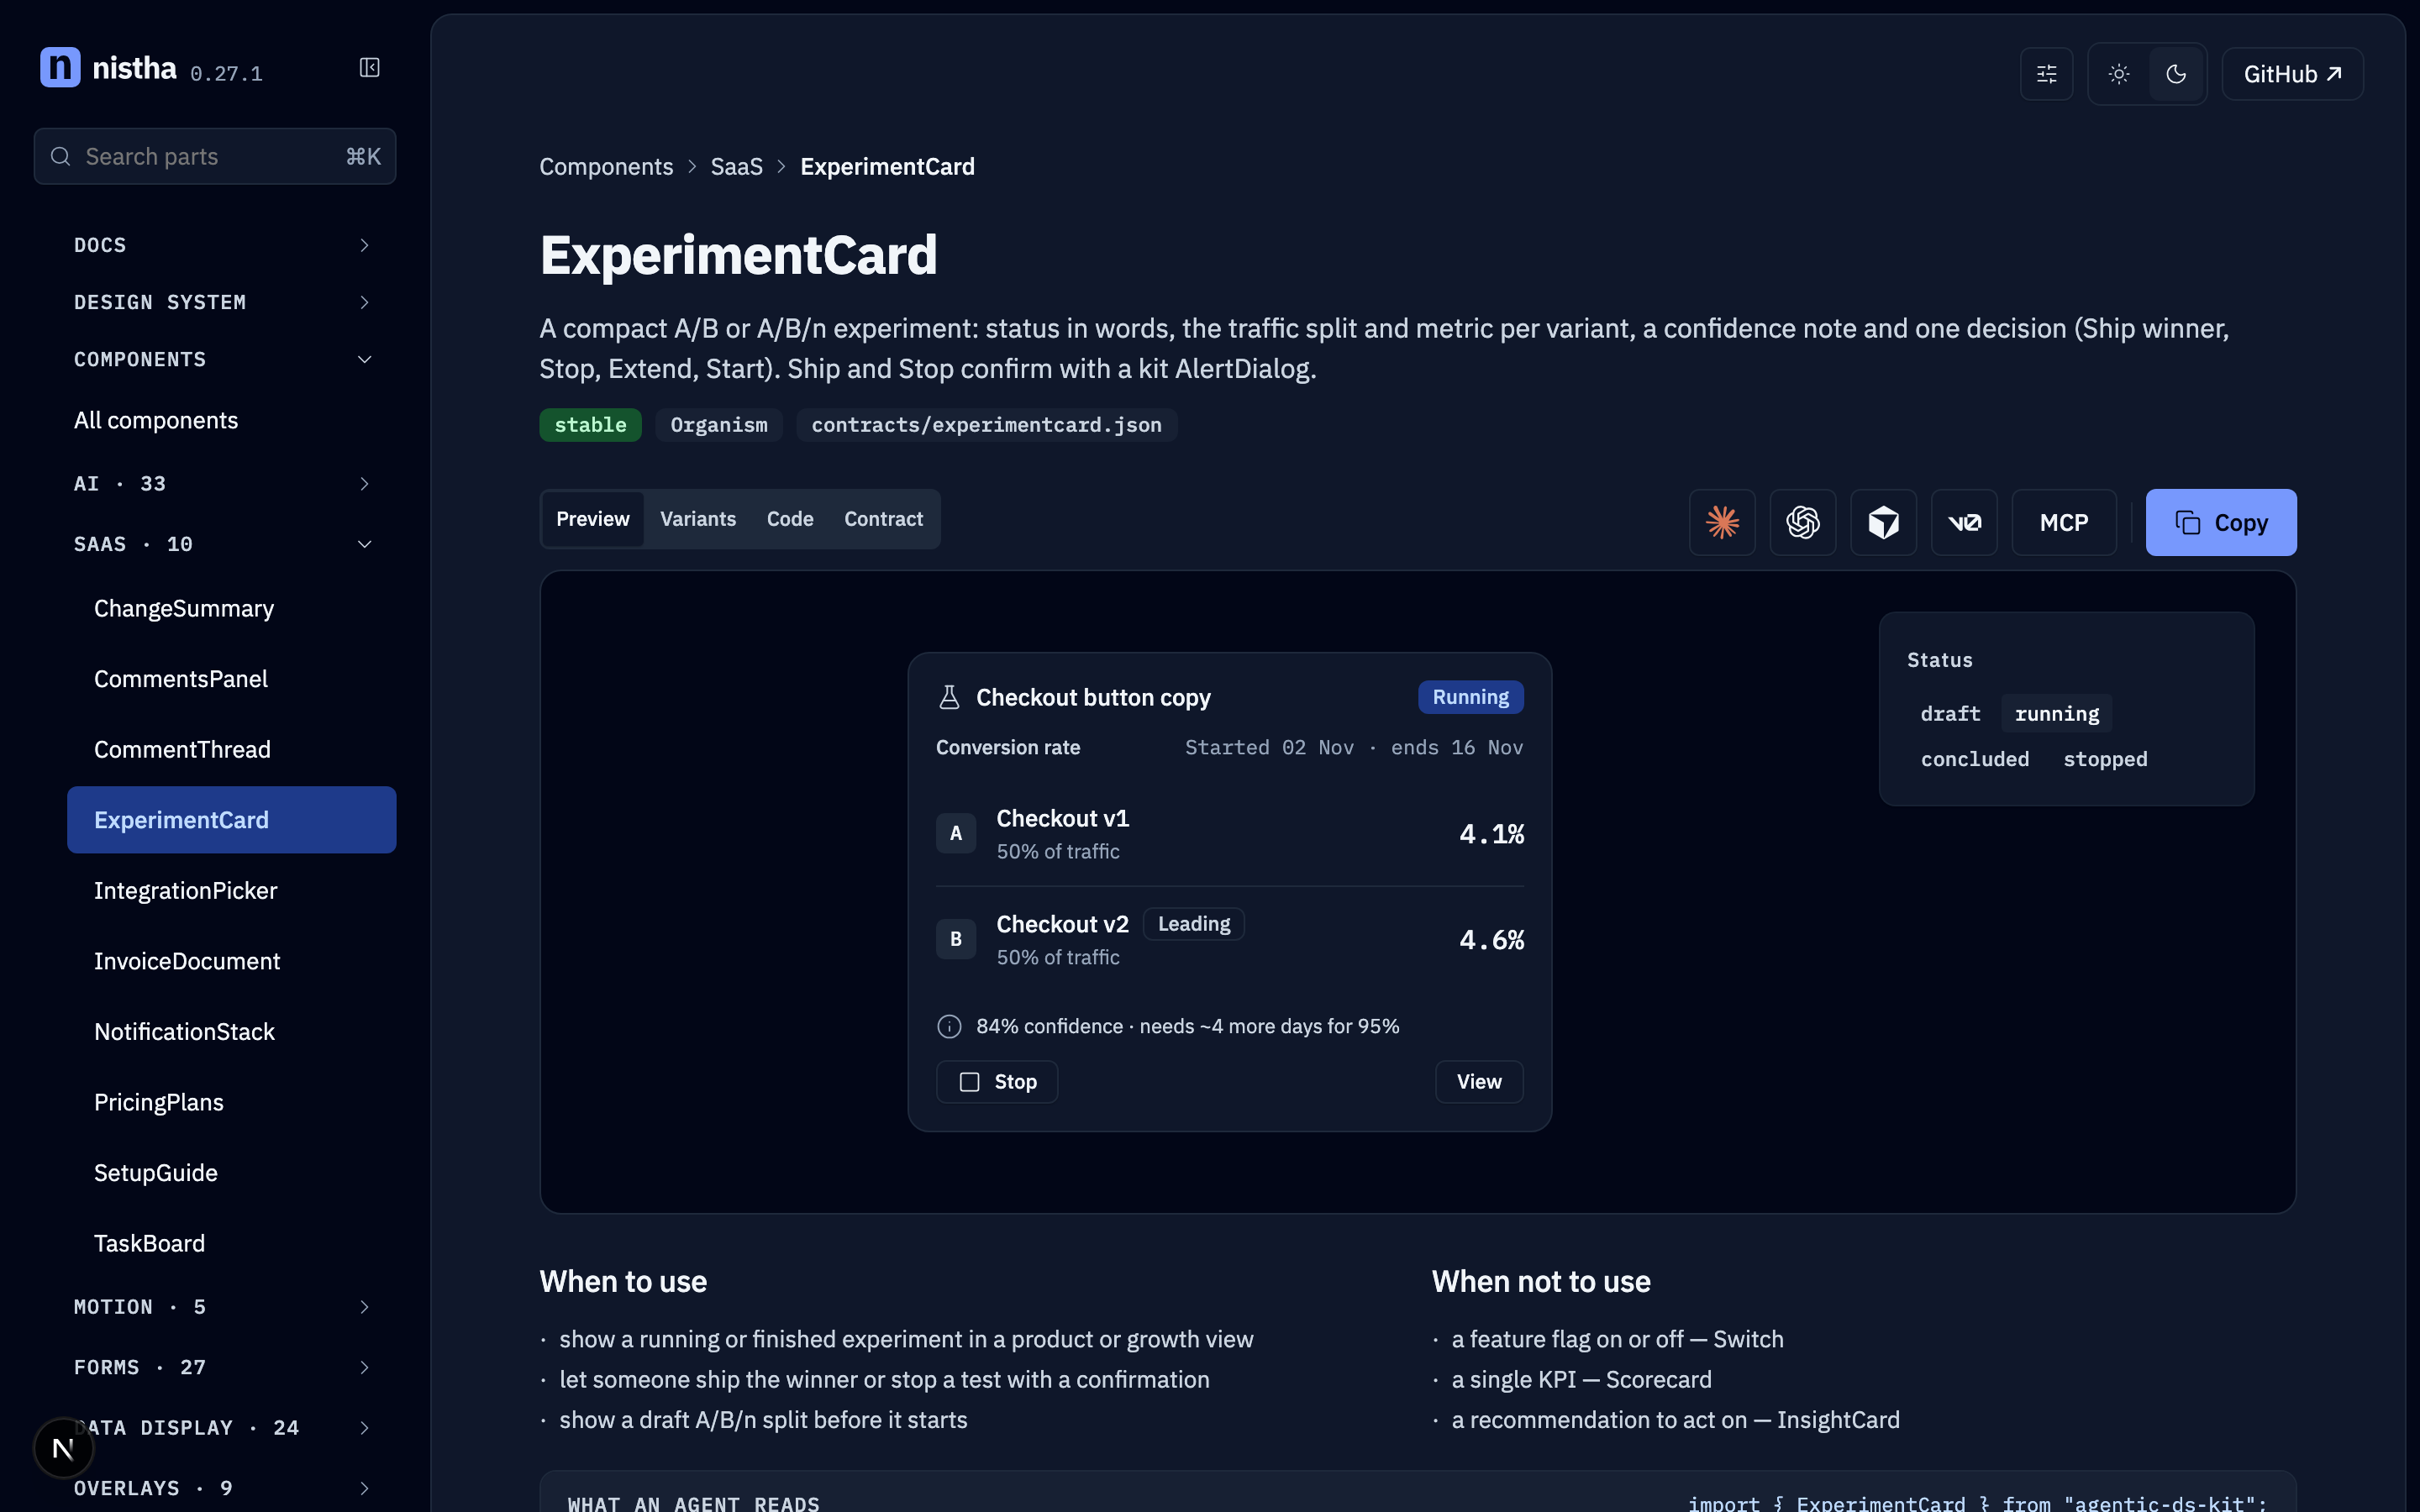 nistha 0.27.1
Search parts ⌘K
DOCS
DESIGN SYSTEM
COMPONENTS
All components
AI · 33
SAAS · 10
ChangeSummary
CommentsPanel
CommentThread
ExperimentCard
IntegrationPicker
InvoiceDocument
NotificationStack
PricingPlans
SetupGuide
TaskBoard
MOTION · 5
FORMS · 27
DATA DISPLAY · 24
OVERLAYS · 9
GitHub ↗
Components > SaaS > ExperimentCard
ExperimentCard
A compact A/B or A/B/n experiment: status in words, the traffic split and metric per variant, a confidence note and one decision (Ship winner,
Stop, Extend, Start). Ship and Stop confirm with a kit AlertDialog.
stable Organism contracts/experimentcard.json
Preview Variants Code Contract
v0 MCP Copy
Checkout button copy Running
Conversion rate Started 02 Nov · ends 16 Nov
A Checkout v1 4.1%
50% of traffic
B Checkout v2 Leading 4.6%
50% of traffic
84% confidence · needs ~4 more days for 95%
Stop View
Status
draft running
concluded stopped
When to use
· show a running or finished experiment in a product or growth view
· let someone ship the winner or stop a test with a confirmation
· show a draft A/B/n split before it starts
When not to use
· a feature flag on or off — Switch
· a single KPI — Scorecard
· a recommendation to act on — InsightCard
WHAT AN AGENT READS import { ExperimentCard } from "agentic-ds-kit";